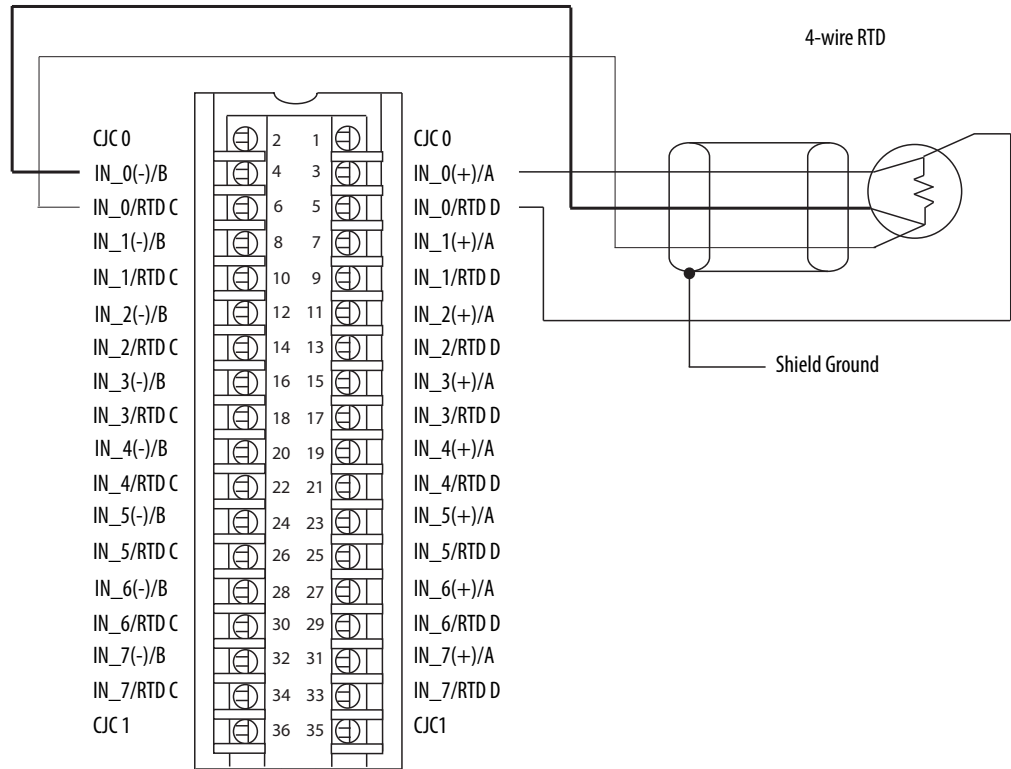 4-wire RTD
CJC 0 2 1 CJC 0
IN_0(-)/B 4 3 IN_0(+)/A
IN_0/RTD C 6 5 IN_0/RTD D
IN_1(-)/B 8 7 IN_1(+)/A
IN_1/RTD C 10 9 IN_1/RTD D
IN_2(-)/B 12 11 IN_2(+)/A
IN_2/RTD C 14 13 IN_2/RTD D
Shield Ground
IN_3(-)/B 16 15 IN_3(+)/A
IN_3/RTD C 18 17 IN_3/RTD D
IN_4(-)/B 20 19 IN_4(+)/A
IN_4/RTD C 22 21 IN_4/RTD D
IN_5(-)/B 24 23 IN_5(+)/A
IN_5/RTD C 26 25 IN_5/RTD D
IN_6(-)/B 28 27 IN_6(+)/A
IN_6/RTD C 30 29 IN_6/RTD D
IN_7(-)/B 32 31 IN_7(+)/A
IN_7/RTD C 34 33 IN_7/RTD D
CJC 1 36 35 CJC1